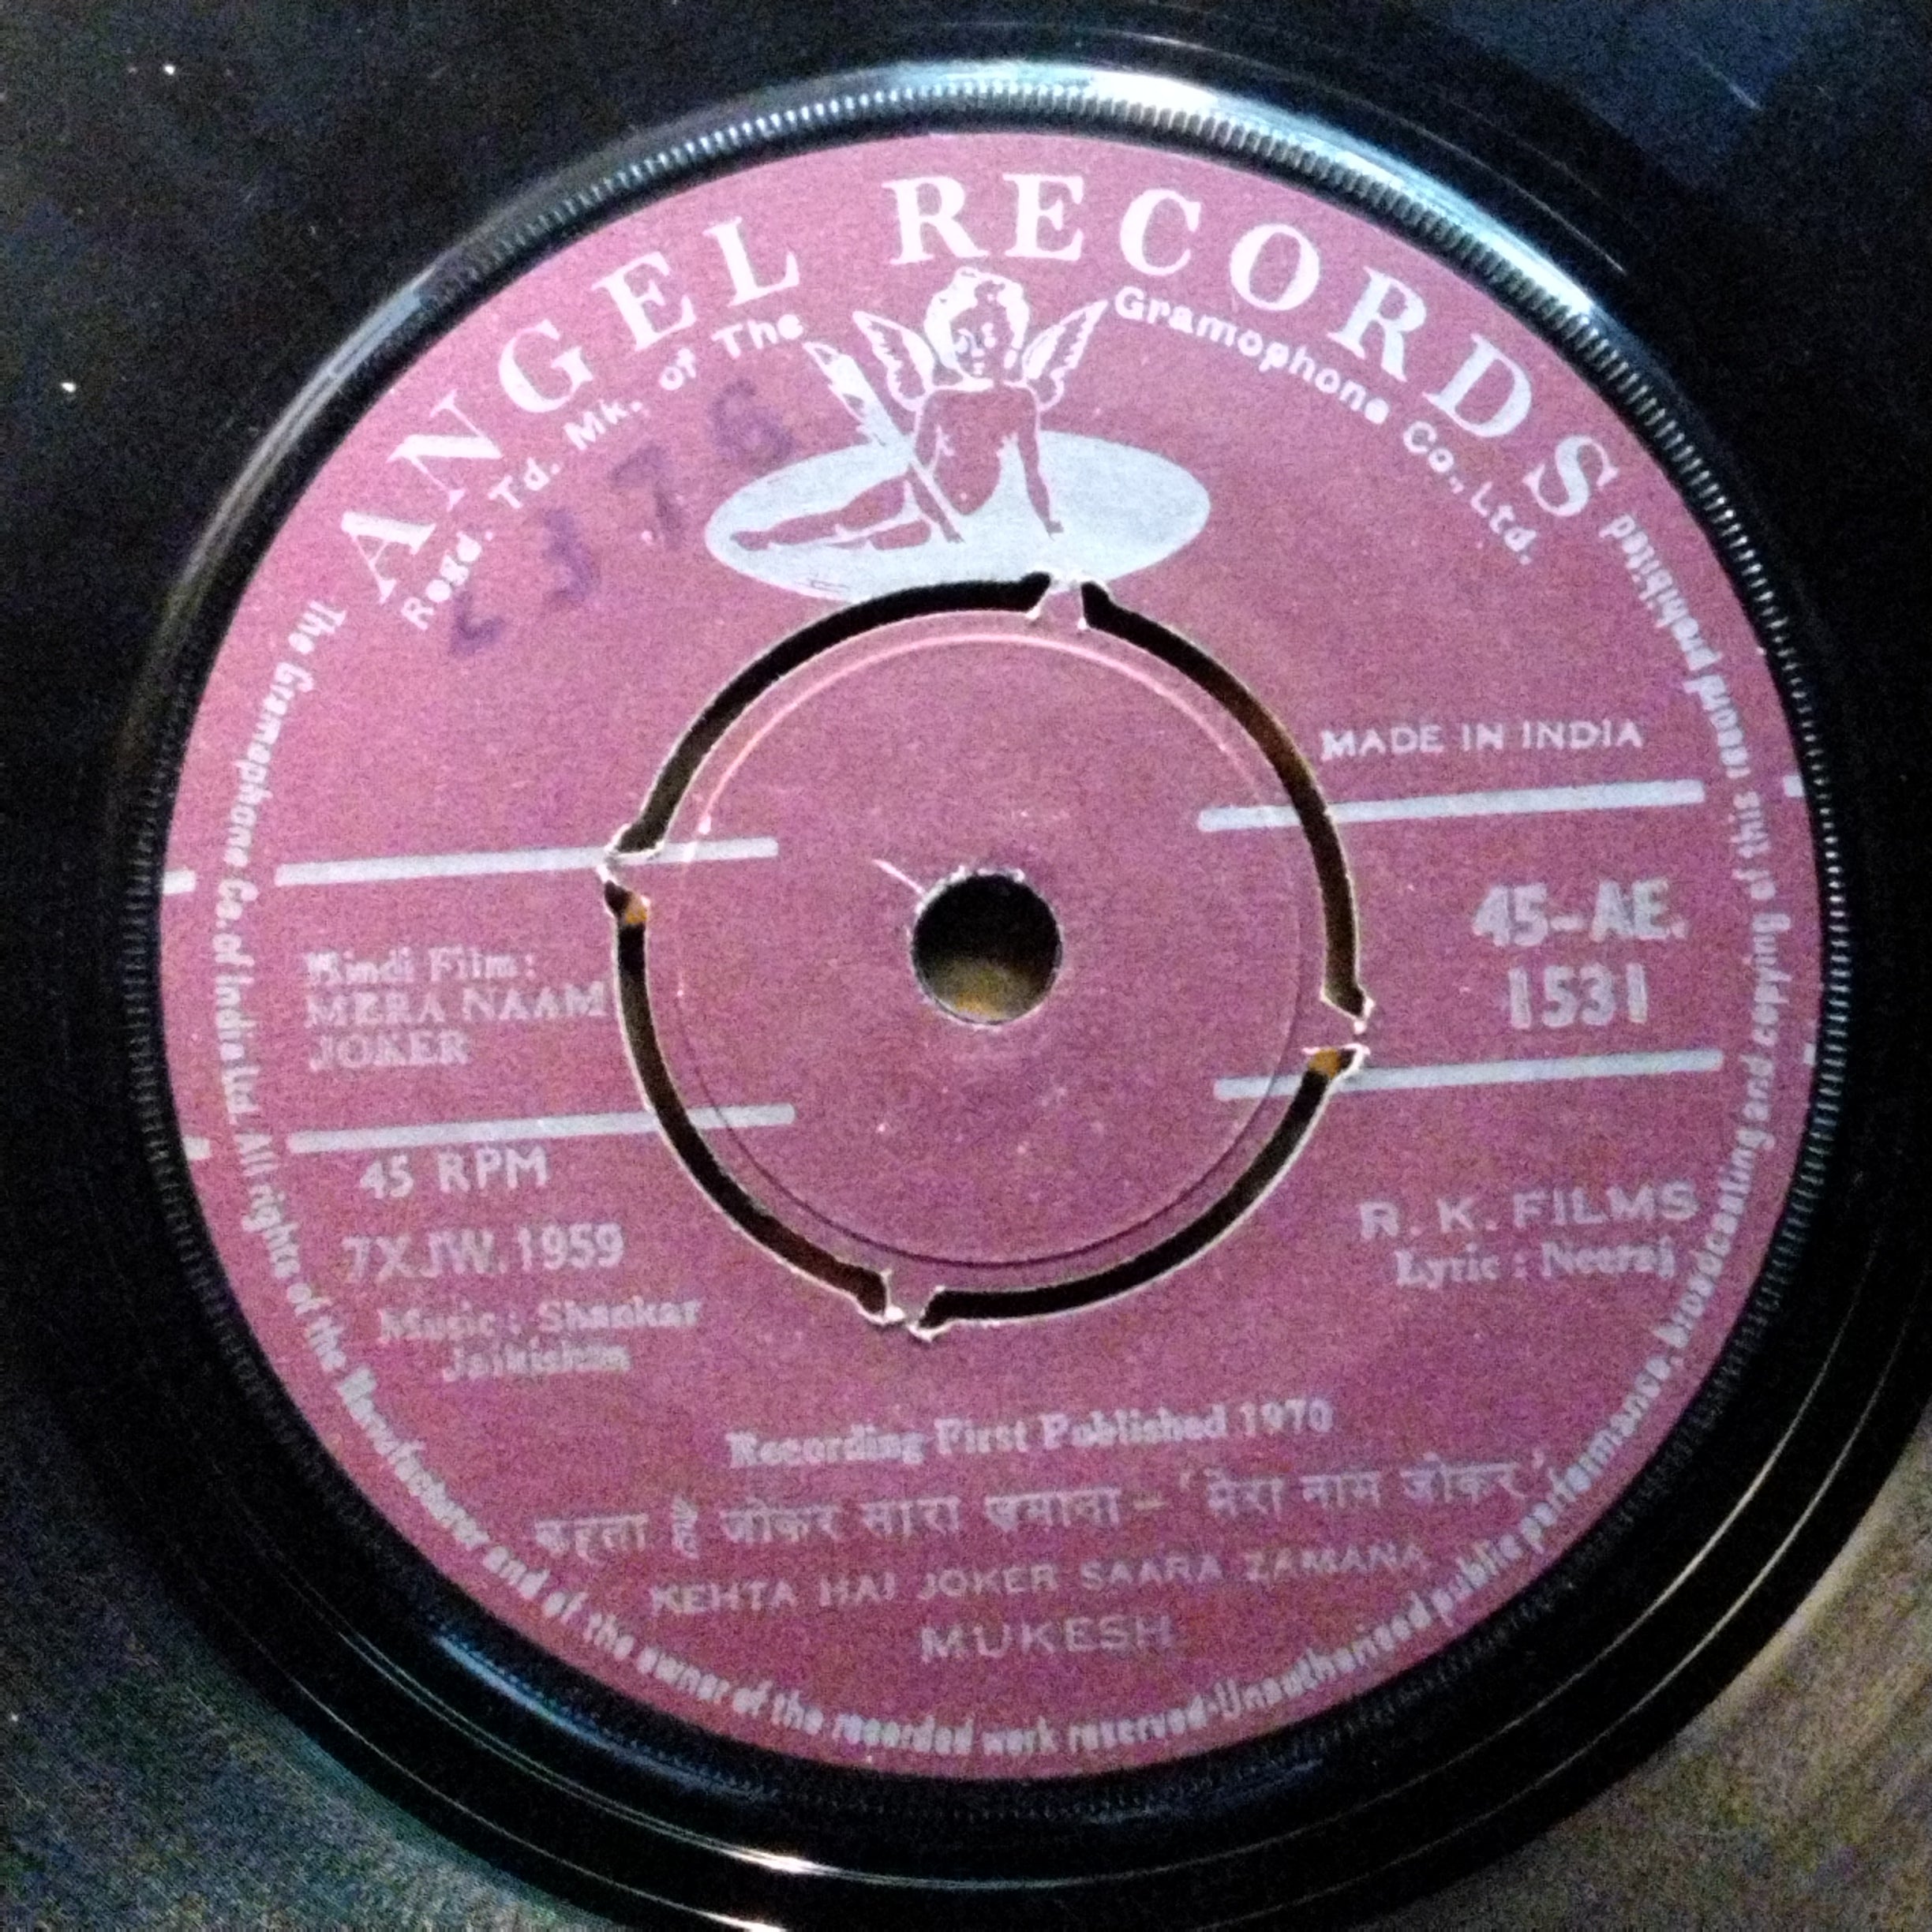 ANGEL RECORDS
Regd. Td. Mk. of The Gramophone Co., Ltd.
MADE IN INDIA
45-AE.
1531
Hindi Film:
MERA NAAM
JOKER
45 RPM
7XJW.1959
Music: Shankar
Jaikishan
R. K. FILMS
Lyric : Neeraj
Recording First Published 1970
कहता है जोकर सारा ज़माना - 'मेरा नाम जोकर'
KEHTA HAI JOKER SAARA ZAMANA
MUKESH
The Gramophone Co. of India Ltd. All rights of the Manufacturer and of the owner of the recorded work reserved·Unauthorised public performance, broadcasting and copying of this record prohibited